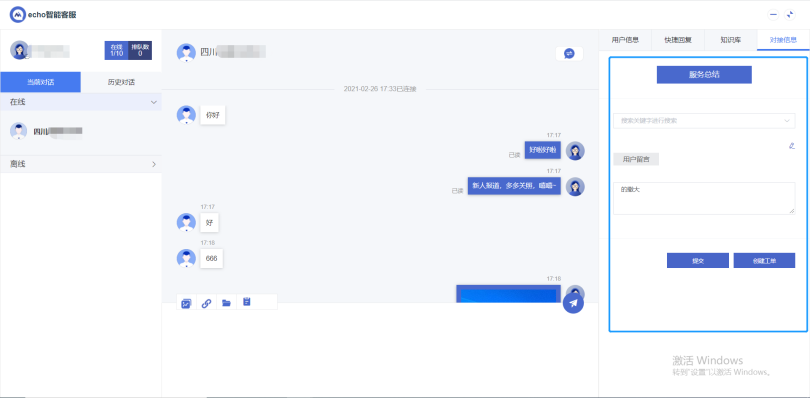 echo智能客服
在线
1/10
排队数
0
当前对话
历史对话
在线
四川
离线
四川
2021-02-26 17:33已连接
你好
17:17
已读
好啦好啦
17:17
已读
新人报道，多多关照，嘻嘻~
17:17
好
17:18
666
17:18
用户信息
快捷回复
知识库
对接信息
服务总结
搜索关键字进行搜索
用户留言
的撒大
提交
创建工单
激活 Windows
转到"设置"以激活 Windows。